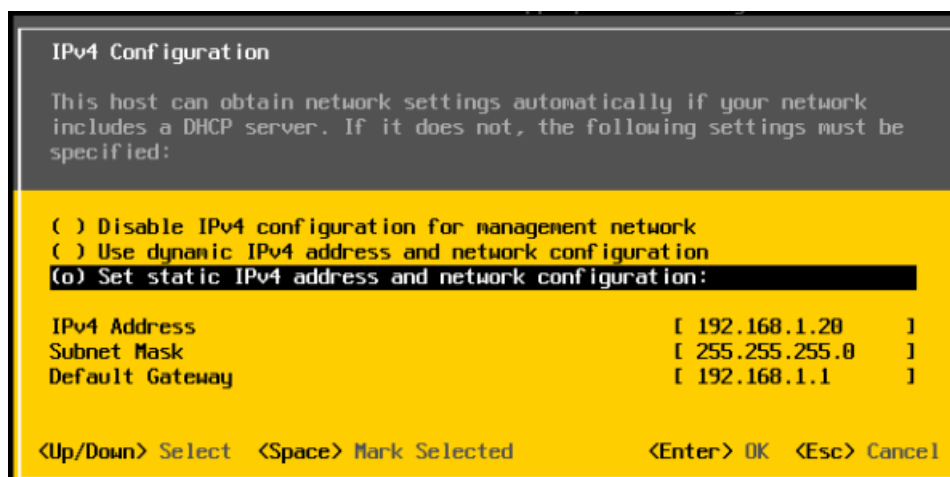 IPv4 Configuration
This host can obtain network settings automatically if your network
includes a DHCP server. If it does not, the following settings must be
specified:
( ) Disable IPv4 configuration for management network
( ) Use dynamic IPv4 address and network configuration
(o) Set static IPv4 address and network configuration:
IPv4 Address [ 192.168.1.20 ]
Subnet Mask [ 255.255.255.0 ]
Default Gateway [ 192.168.1.1 ]
<Up/Down> Select <Space> Mark Selected <Enter> OK <Esc> Cancel